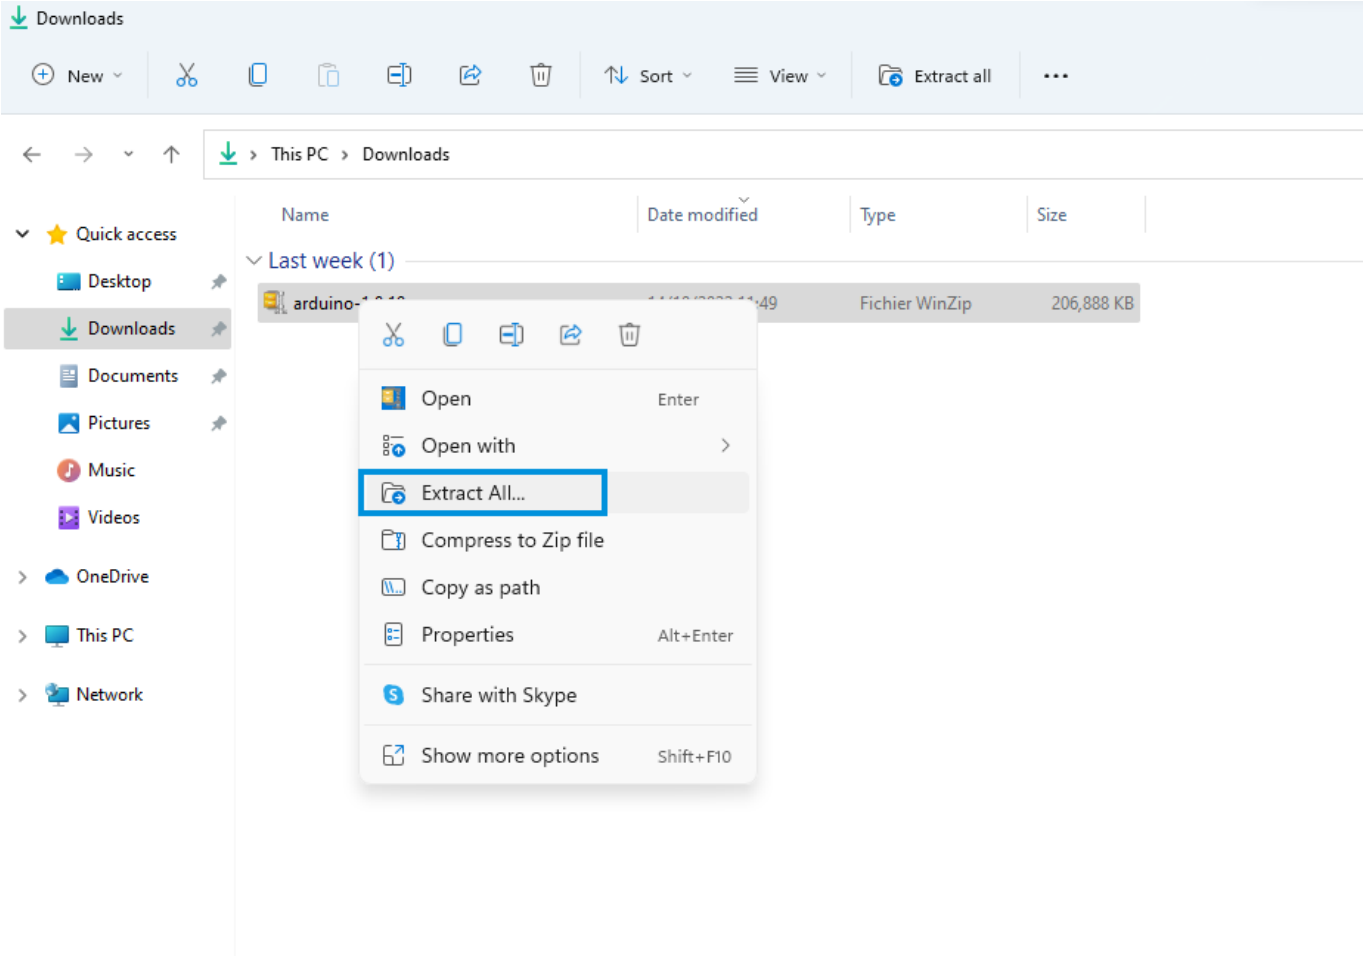 Downloads
New
Sort
View
Extract all
This PC > Downloads
Name
Date modified
Type
Size
Quick access
Last week (1)
Desktop
arduino-
:49
Fichier WinZip
206,888 KB
Downloads
Documents
Pictures
Music
Videos
OneDrive
This PC
Network
Open
Enter
Open with
Extract All...
Compress to Zip file
Copy as path
Properties
Alt+Enter
Share with Skype
Show more options
Shift+F10